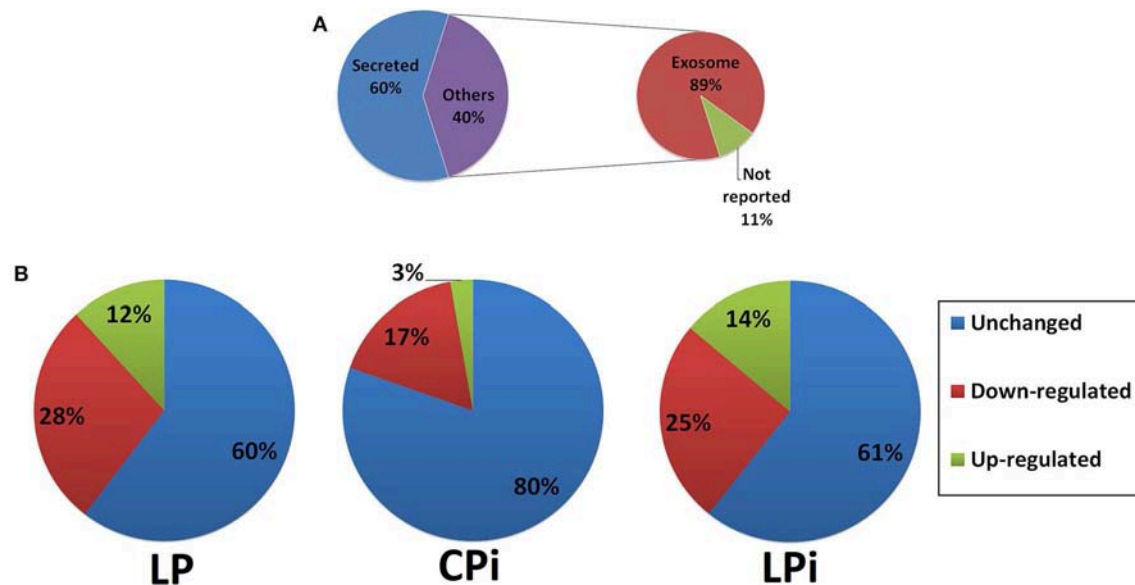 A
Secreted
60%
Others
40%
Exosome
89%
Not
reported
11%
B
12%
28%
60%
LP
3%
17%
80%
CPi
14%
25%
61%
LPi
Unchanged
Down-regulated
Up-regulated